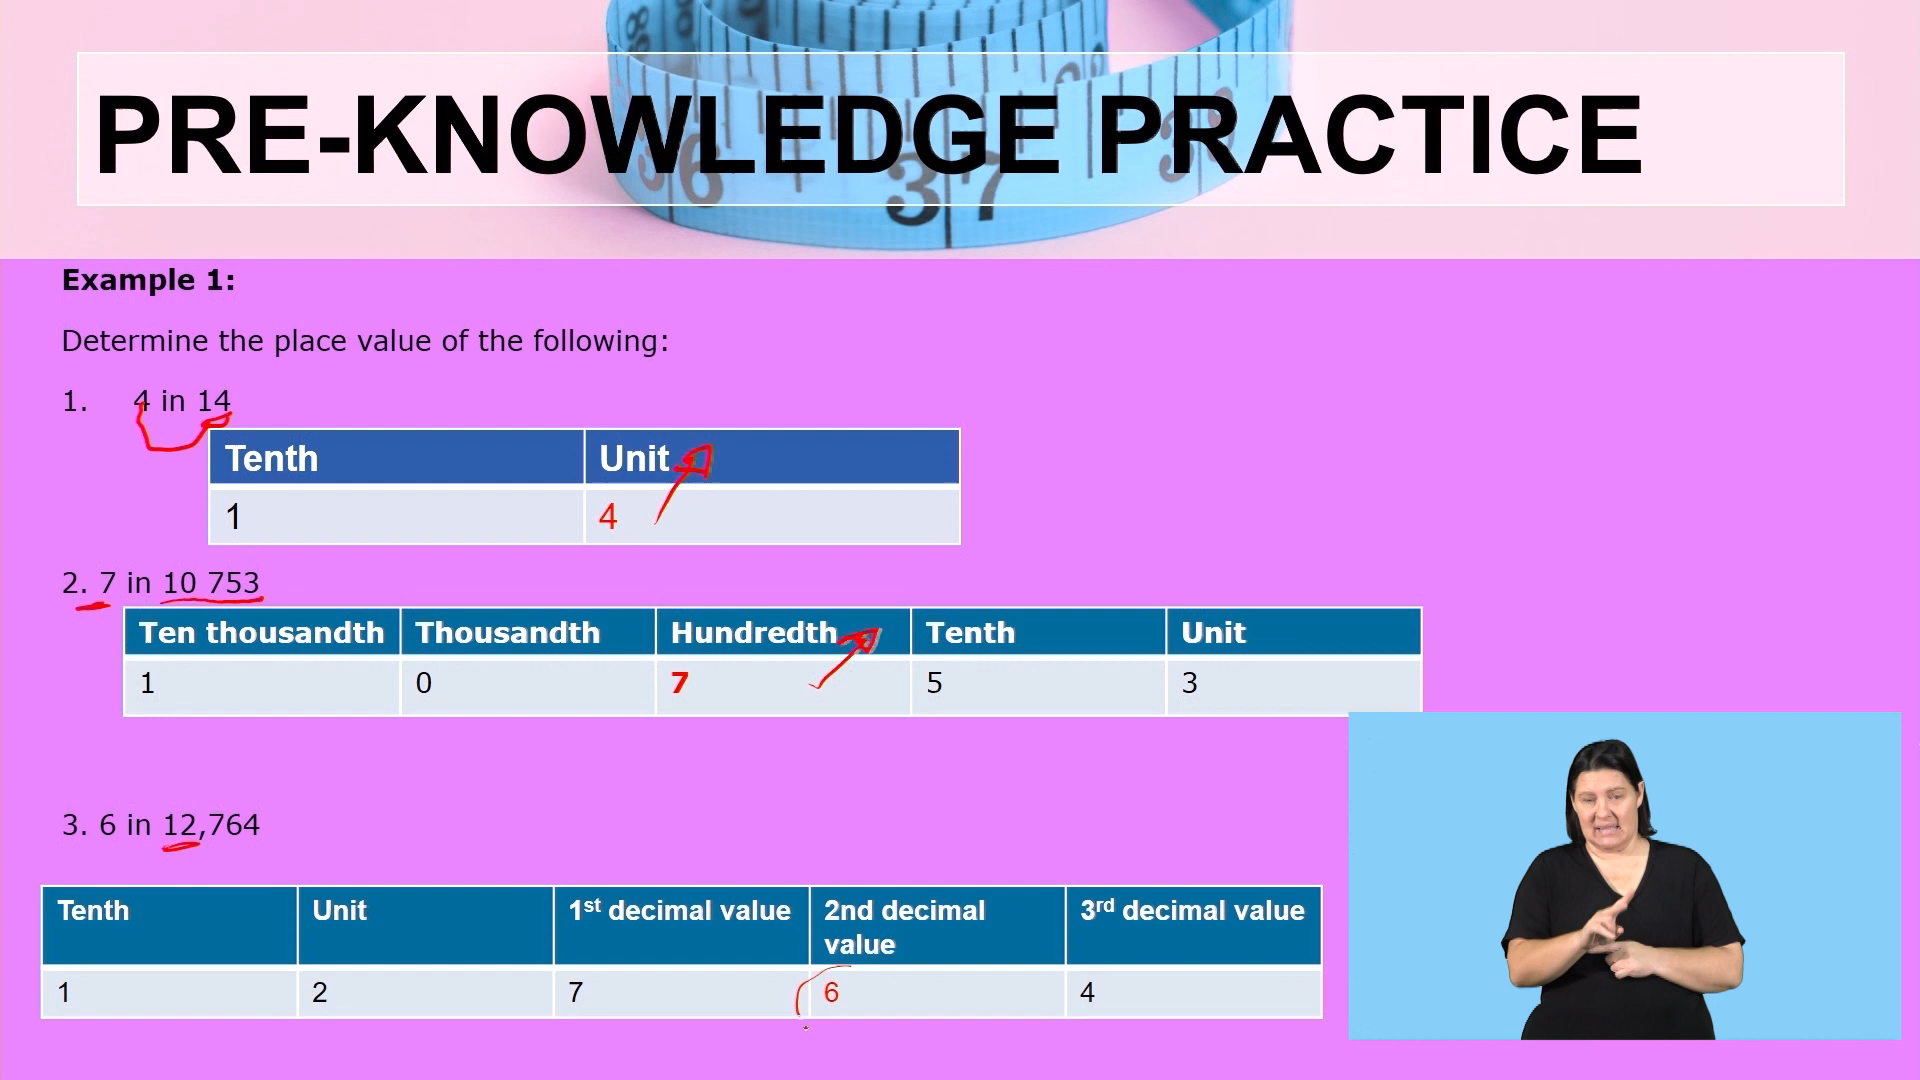 PRE-KNOWLEDGE PRACTICE
36 37 3
Example 1:
Determine the place value of the following:
1. 4 in 14
Tenth Unit
1 4
2. 7 in 10 753
Ten thousandth Thousandth Hundredth Tenth Unit
1 0 7 5 3
3. 6 in 12,764
Tenth Unit 1st decimal value 2nd decimal value 3rd decimal value
1 2 7 6 4